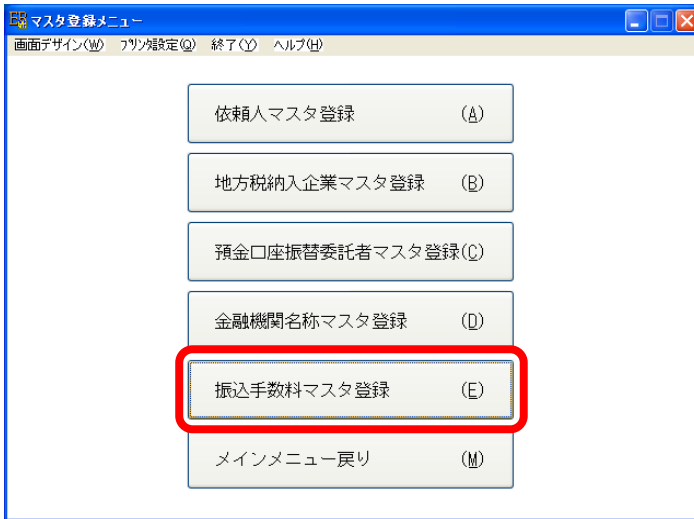 マスタ登録メニュー
画面デザイン(W) プリンタ設定(Q) 終了(Y) ヘルプ(H)
依頼人マスタ登録 (A)
地方税納入企業マスタ登録 (B)
預金口座振替委託者マスタ登録(C)
金融機関名称マスタ登録 (D)
振込手数料マスタ登録 (E)
メインメニュー戻り (M)